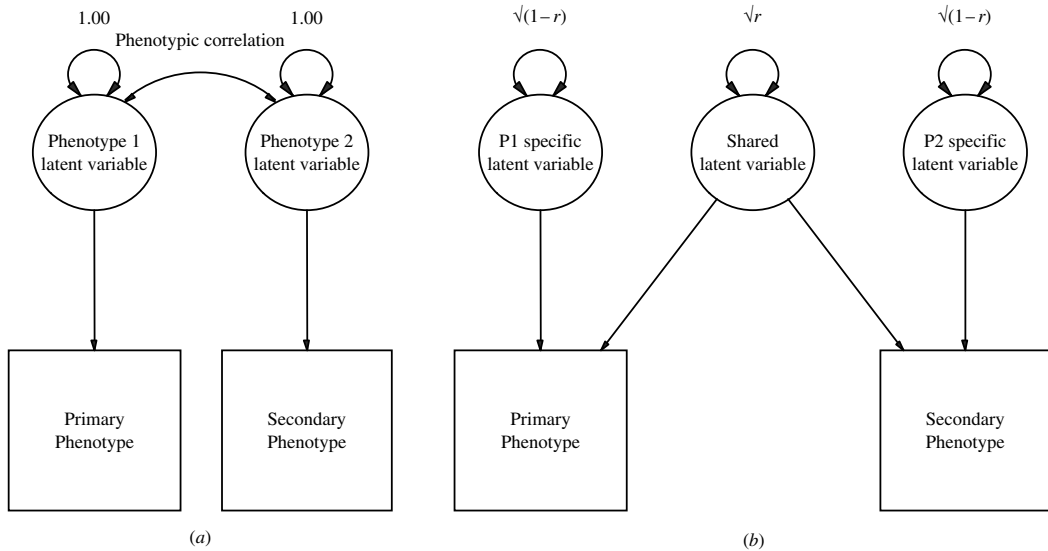 1.00
1.00
Phenotypic correlation
Phenotype 1
latent variable
Phenotype 2
latent variable
Primary
Phenotype
Secondary
Phenotype
(a)
√(1–r)
√r
√(1–r)
P1 specific
latent variable
Shared
latent variable
P2 specific
latent variable
Primary
Phenotype
Secondary
Phenotype
(b)